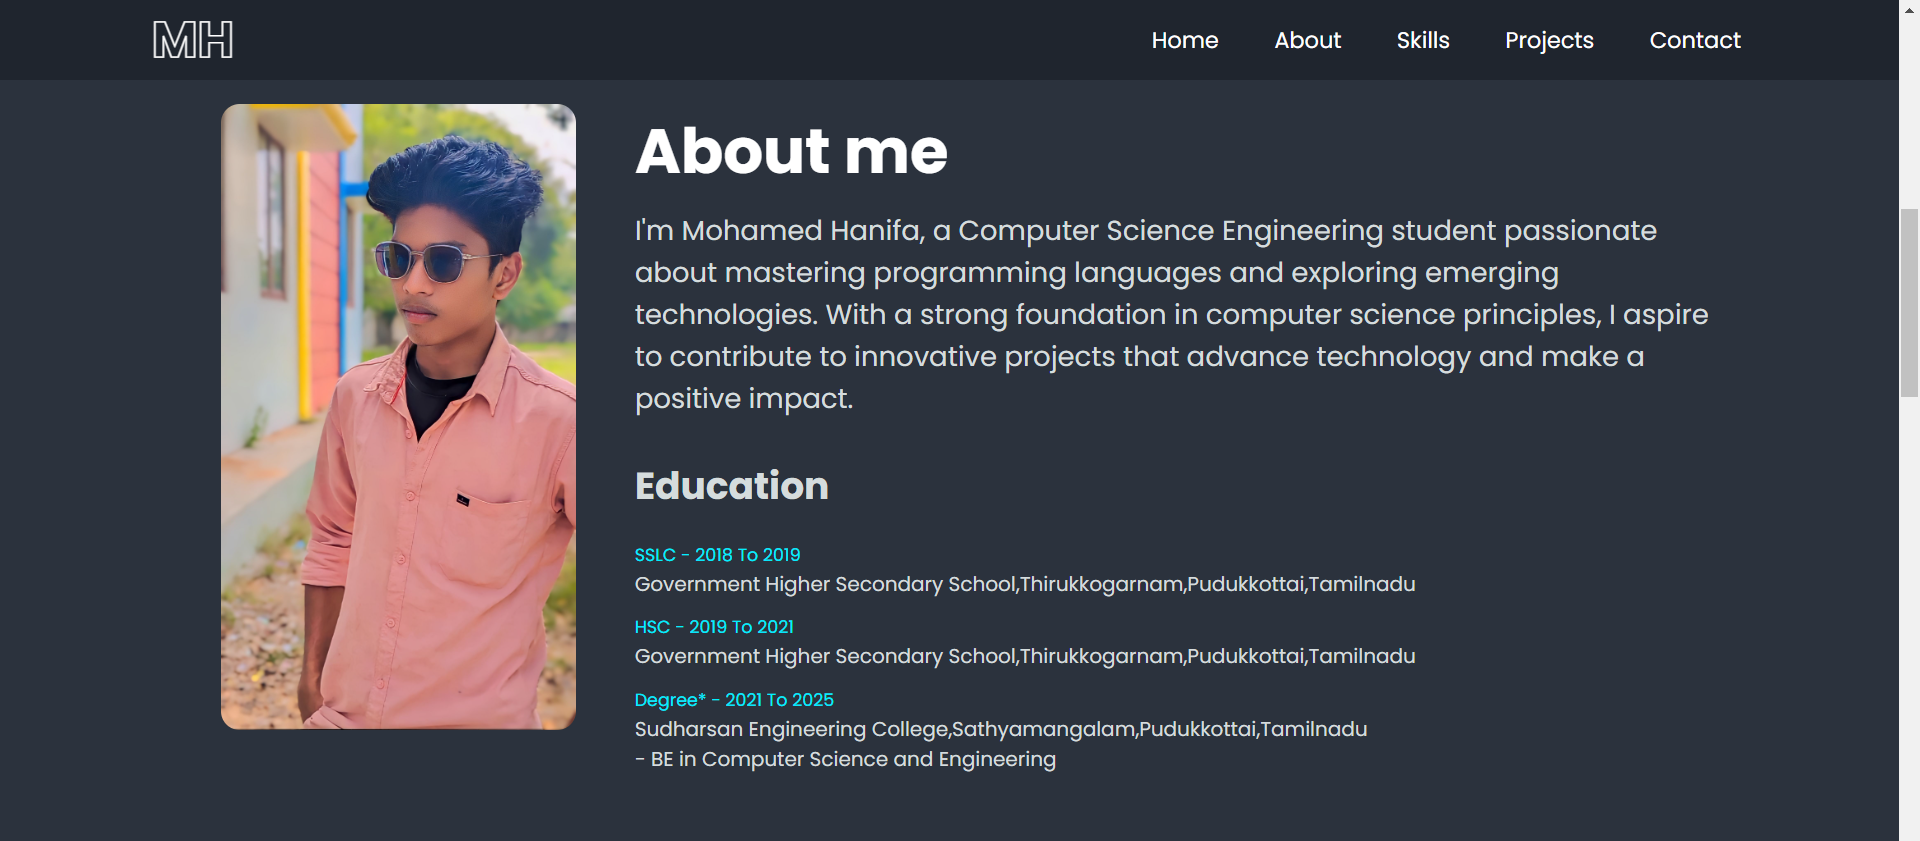 MH
Home About Skills Projects Contact
About me
I'm Mohamed Hanifa, a Computer Science Engineering student passionate
about mastering programming languages and exploring emerging
technologies. With a strong foundation in computer science principles, I aspire
to contribute to innovative projects that advance technology and make a
positive impact.
Education
SSLC - 2018 To 2019
Government Higher Secondary School,Thirukkogarnam,Pudukkottai,Tamilnadu
HSC - 2019 To 2021
Government Higher Secondary School,Thirukkogarnam,Pudukkottai,Tamilnadu
Degree* - 2021 To 2025
Sudharsan Engineering College,Sathyamangalam,Pudukkottai,Tamilnadu
- BE in Computer Science and Engineering